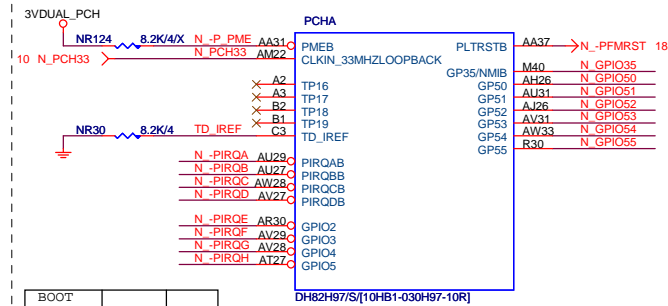 3VDUAL_PCH
PCHA
NR124 8.2K/4/X N_-P_PME AA31 PMEB PLTRSTB AA37 N_-PFMRST 18
10 N_PCH33 N_PCH33 AM22 CLKIN_33MHZLOOPBACK
GP35/NMIB M40 N_GPIO35
A2 TP16 GP50 AH26 N_GPIO50
A3 TP17 GP51 AU31 N_GPIO51
B2 TP18 GP52 AJ26 N_GPIO52
B1 TP19 GP53 AV31 N_GPIO53
NR30 8.2K/4 TD_IREF C3 TD_IREF GP54 AW33 N_GPIO54
GP55 R30 N_GPIO55
N_-PIRQA AU29 PIRQAB
N_-PIRQB AU27 PIRQBB
N_-PIRQC AW28 PIRQCB
N_-PIRQD AV27 PIRQDB
N_-PIRQE AR30 GPIO2
N_-PIRQF AV29 GPIO3
N_-PIRQG AV28 GPIO4
N_-PIRQH AT27 GPIO5
BOOT
DH82H97/S/[10HB1-030H97-10R]